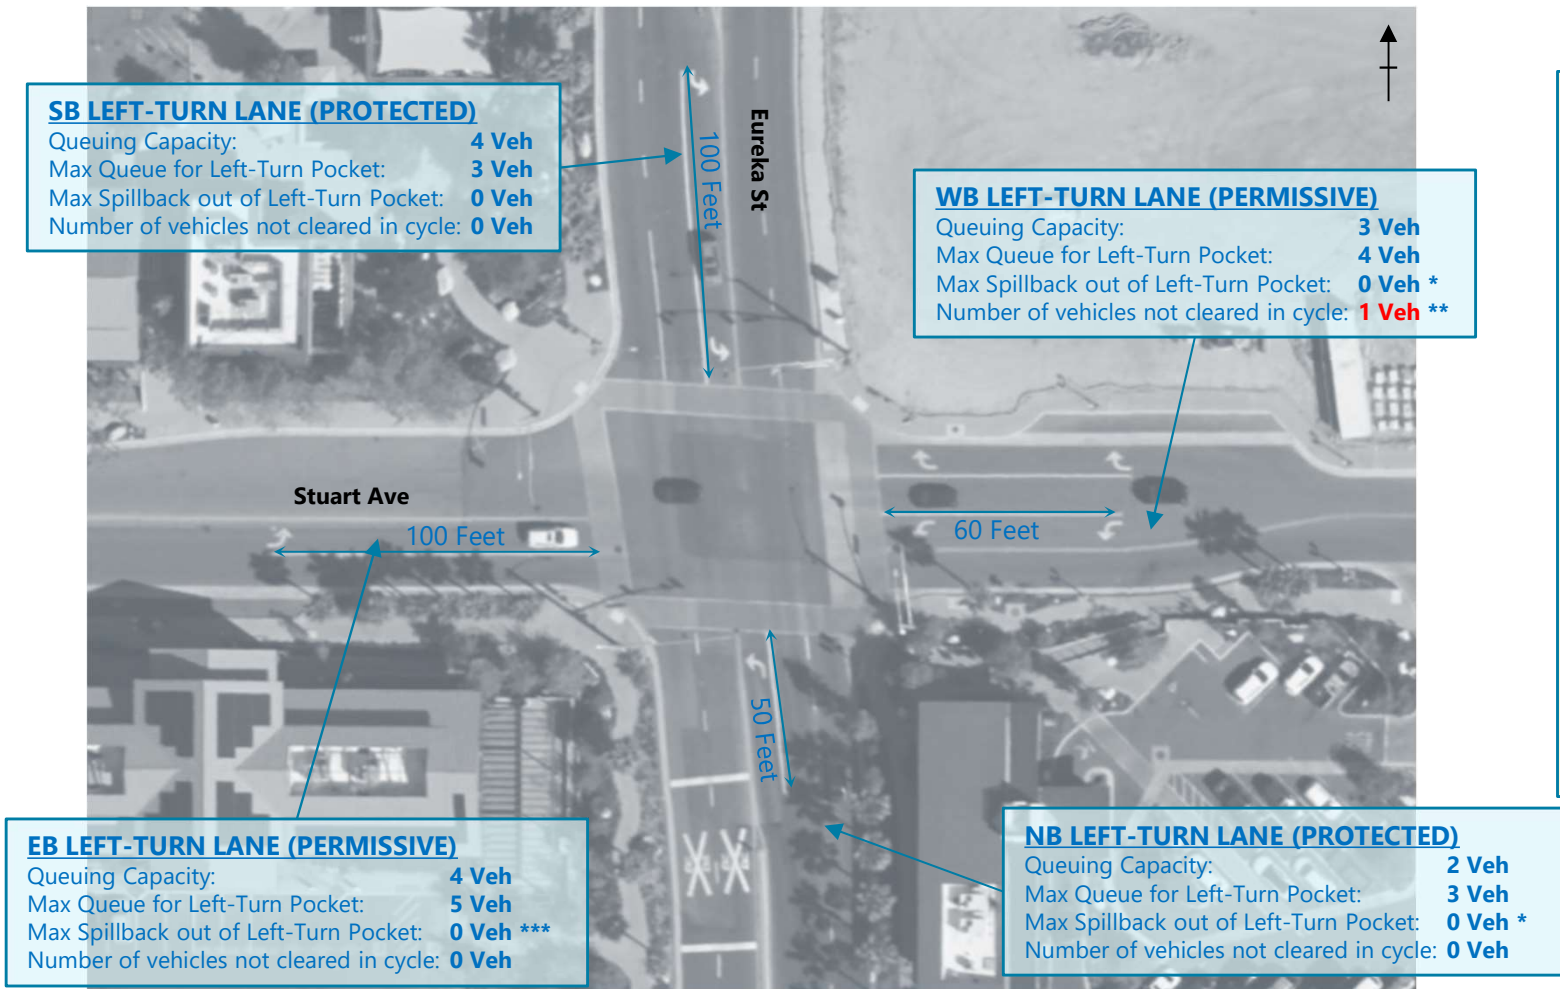 SB LEFT-TURN LANE (PROTECTED)
Queuing Capacity: 4 Veh
Max Queue for Left-Turn Pocket: 3 Veh
Max Spillback out of Left-Turn Pocket: 0 Veh
Number of vehicles not cleared in cycle: 0 Veh
100 Feet
Eureka St
WB LEFT-TURN LANE (PERMISSIVE)
Queuing Capacity: 3 Veh
Max Queue for Left-Turn Pocket: 4 Veh
Max Spillback out of Left-Turn Pocket: 0 Veh *
Number of vehicles not cleared in cycle: 1 Veh **
Stuart Ave
100 Feet
60 Feet
50 Feet
EB LEFT-TURN LANE (PERMISSIVE)
Queuing Capacity: 4 Veh
Max Queue for Left-Turn Pocket: 5 Veh
Max Spillback out of Left-Turn Pocket: 0 Veh ***
Number of vehicles not cleared in cycle: 0 Veh
NB LEFT-TURN LANE (PROTECTED)
Queuing Capacity: 2 Veh
Max Queue for Left-Turn Pocket: 3 Veh
Max Spillback out of Left-Turn Pocket: 0 Veh *
Number of vehicles not cleared in cycle: 0 Veh